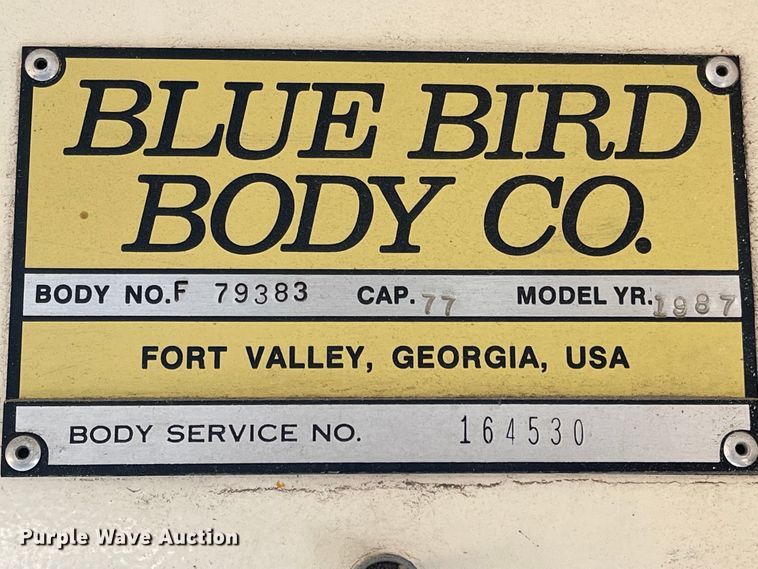 BLUE BIRD
BODY CO.
BODY NO. F 79383 CAP. 77 MODEL YR. 1987
FORT VALLEY, GEORGIA, USA
BODY SERVICE NO. 164530
Purple Wave Auction